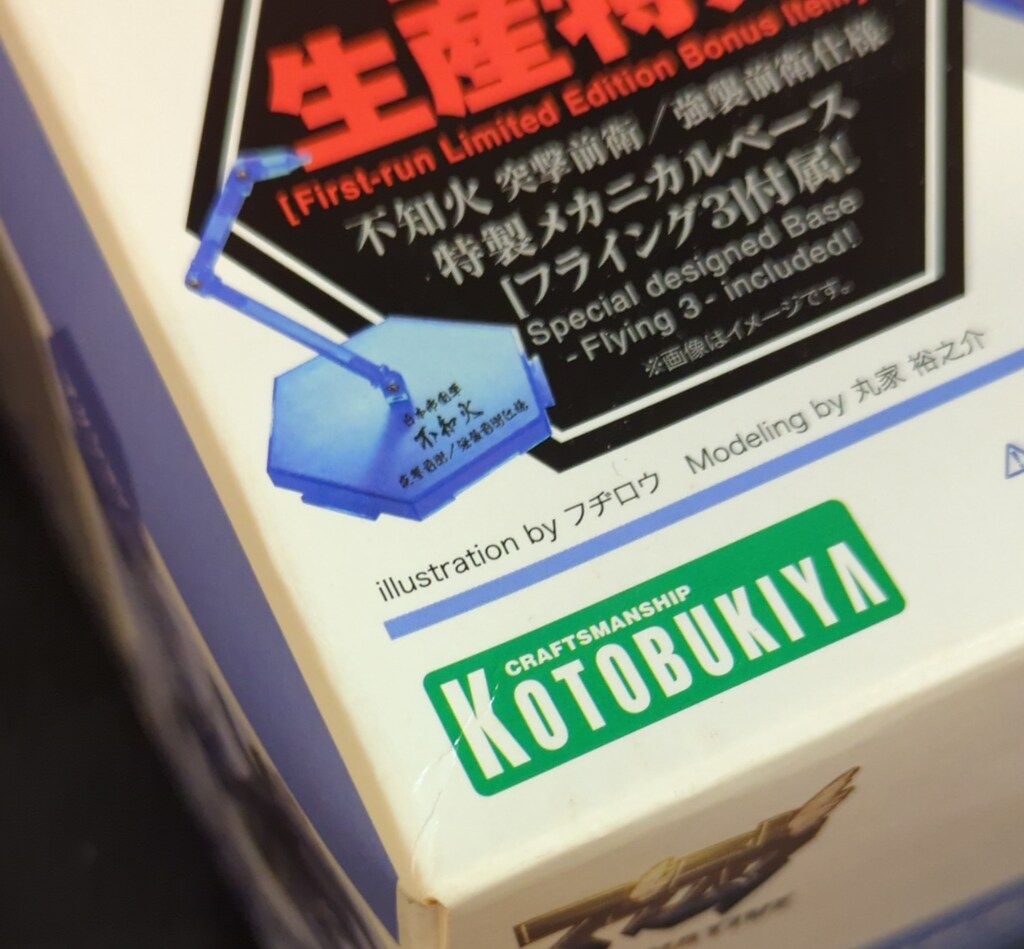 生産特
[First-run Limited Edition Bonus Item]
不知火 突撃前衛/強襲前衛仕様
特製メカニカルベース
[フライング3]付属!
Special designed Base
- Flying 3 - included!
※画像はイメージです。
不知火
illustration by フヂロウ Modeling by 丸家 裕之介
CRAFTSMANSHIP
KOTOBUKIYA